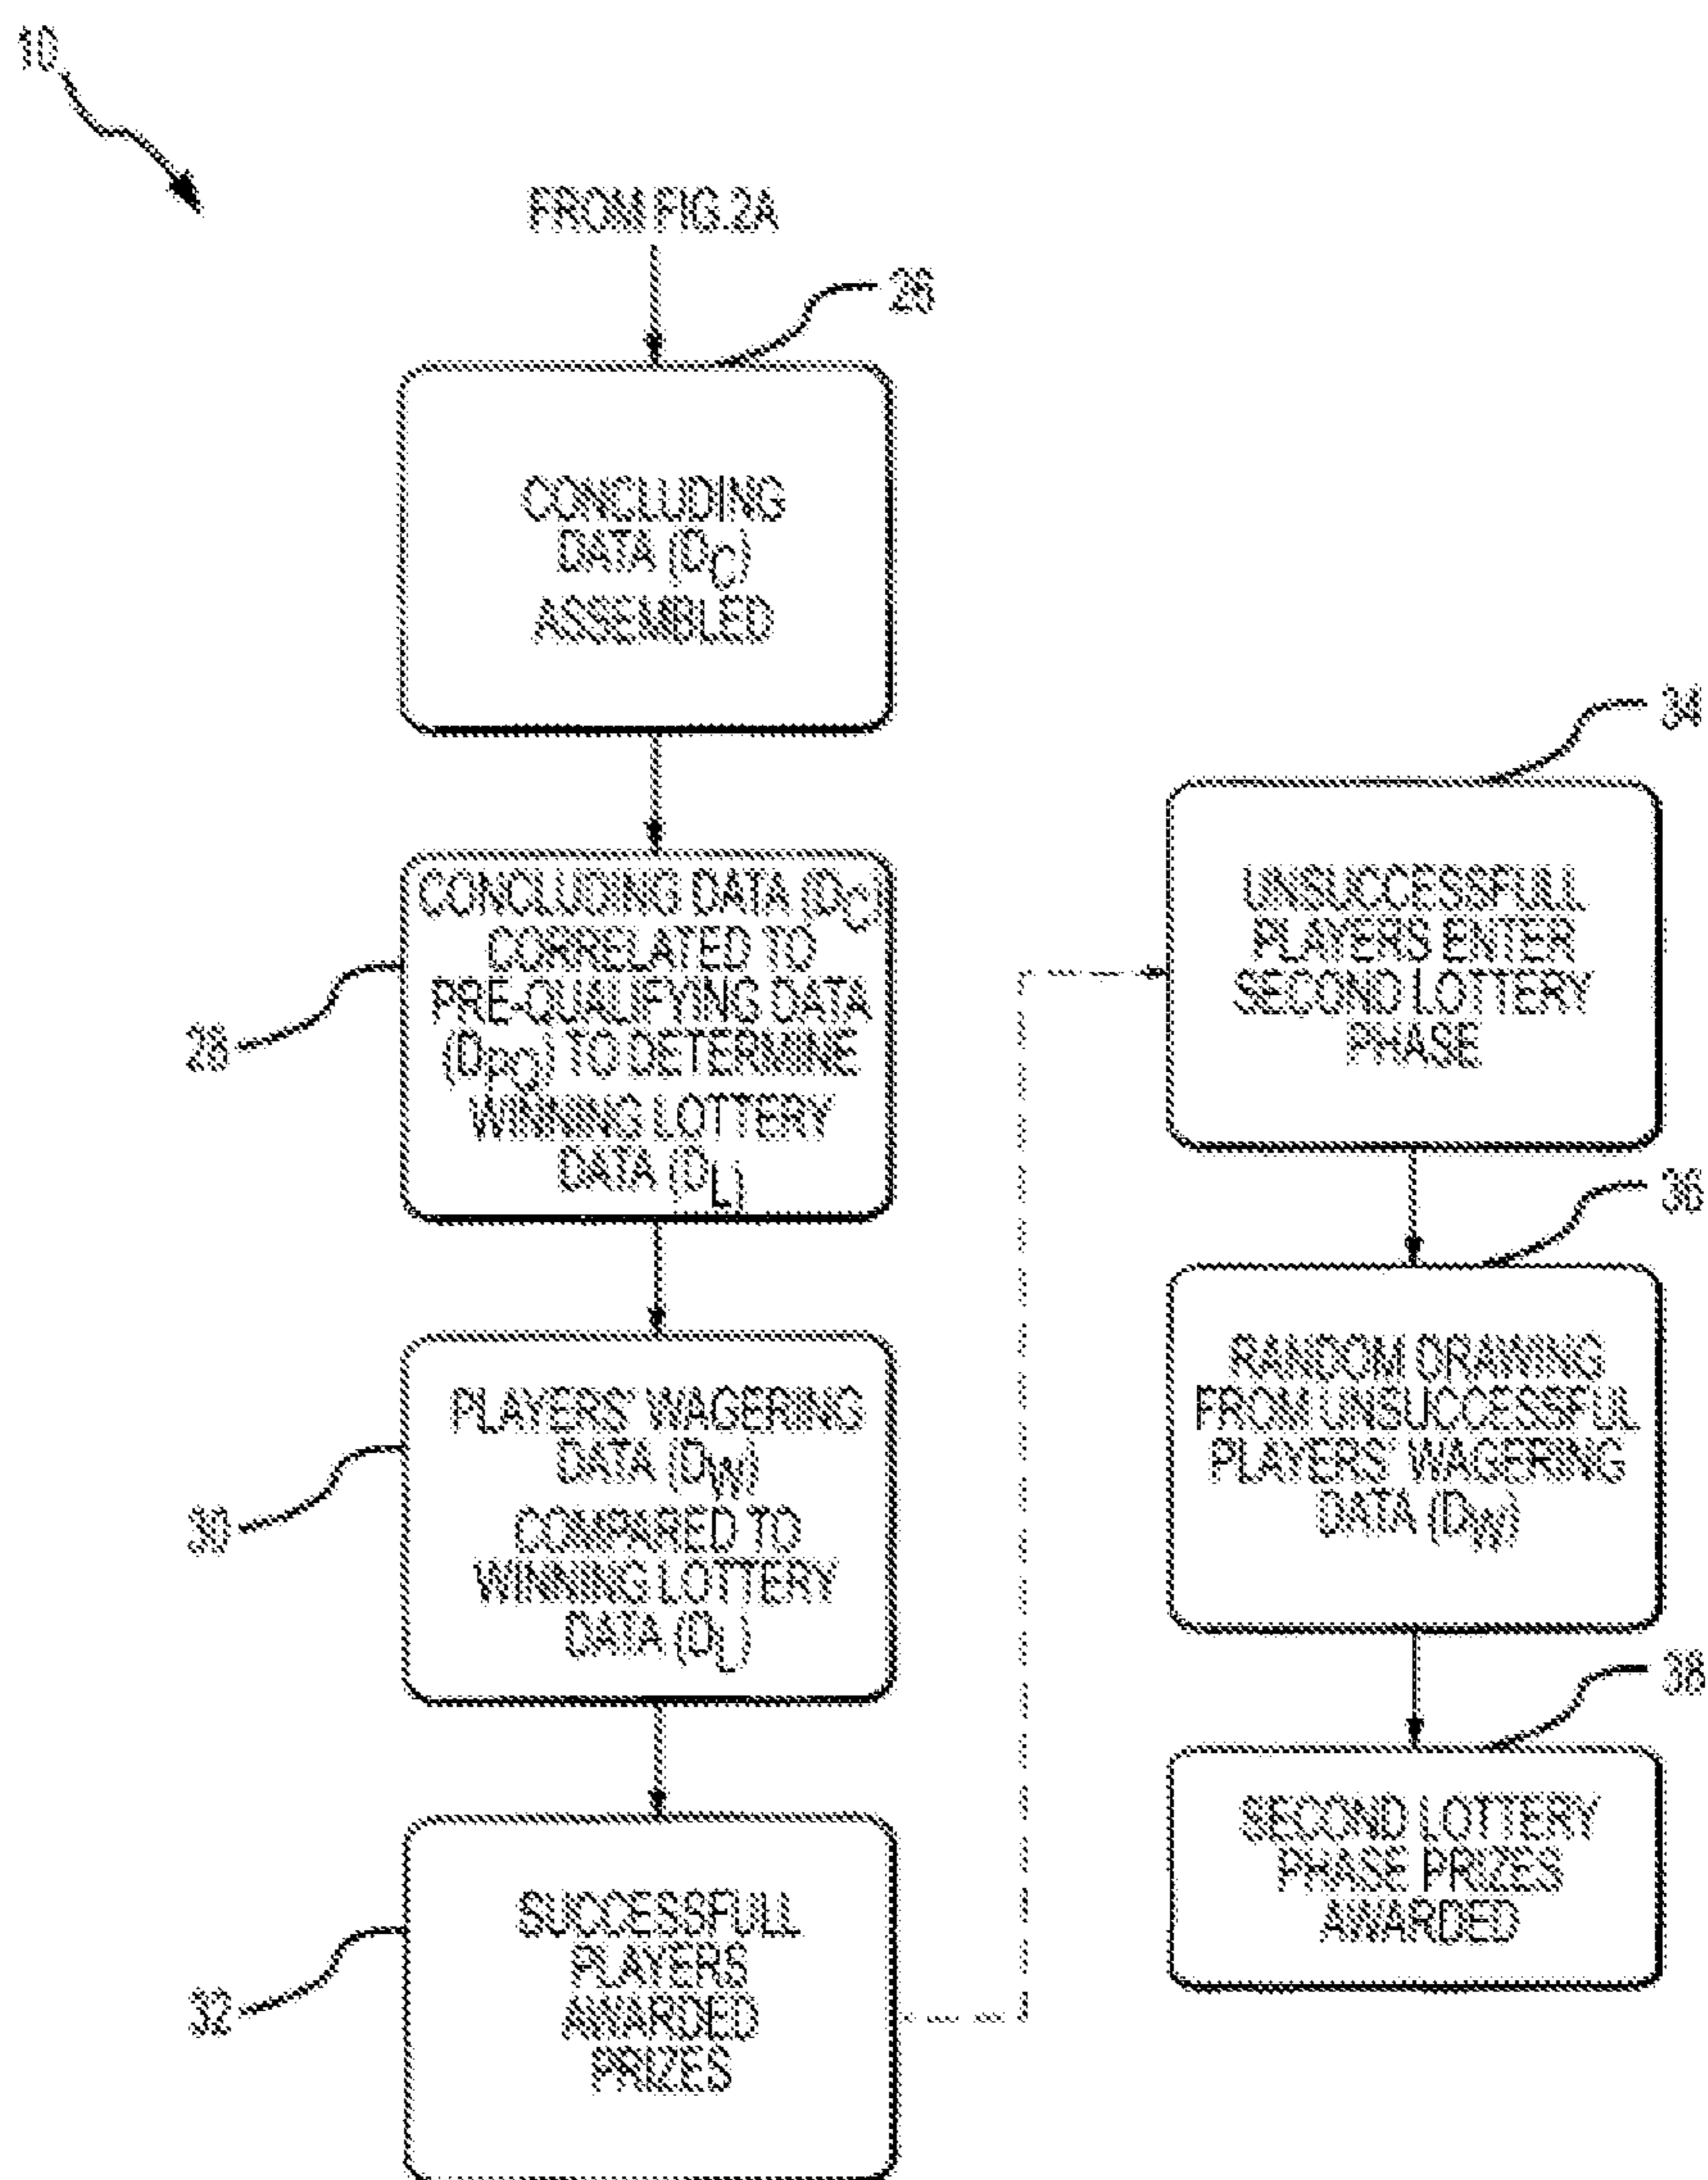 10
FROM FIG.2A
26
CONCLUDING
DATA (DC)
ASSEMBLED
28
CONCLUDING DATA (DC)
CORRELATED TO
PRE-QUALIFYING DATA
(DPQ) TO DETERMINE
WINNING LOTTERY
DATA (DL)
30
PLAYERS' WAGERING
DATA (DW)
COMPARED TO
WINNING LOTTERY
DATA (DL)
32
SUCCESSFULL
PLAYERS
AWARDED
PRIZES
34
UNSUCCESSFULL
PLAYERS ENTER
SECOND LOTTERY
PHASE
36
RANDOM DRAWING
FROM UNSUCCESSFUL
PLAYERS' WAGERING
DATA (DW)
38
SECOND LOTTERY
PHASE PRIZES
AWARDED